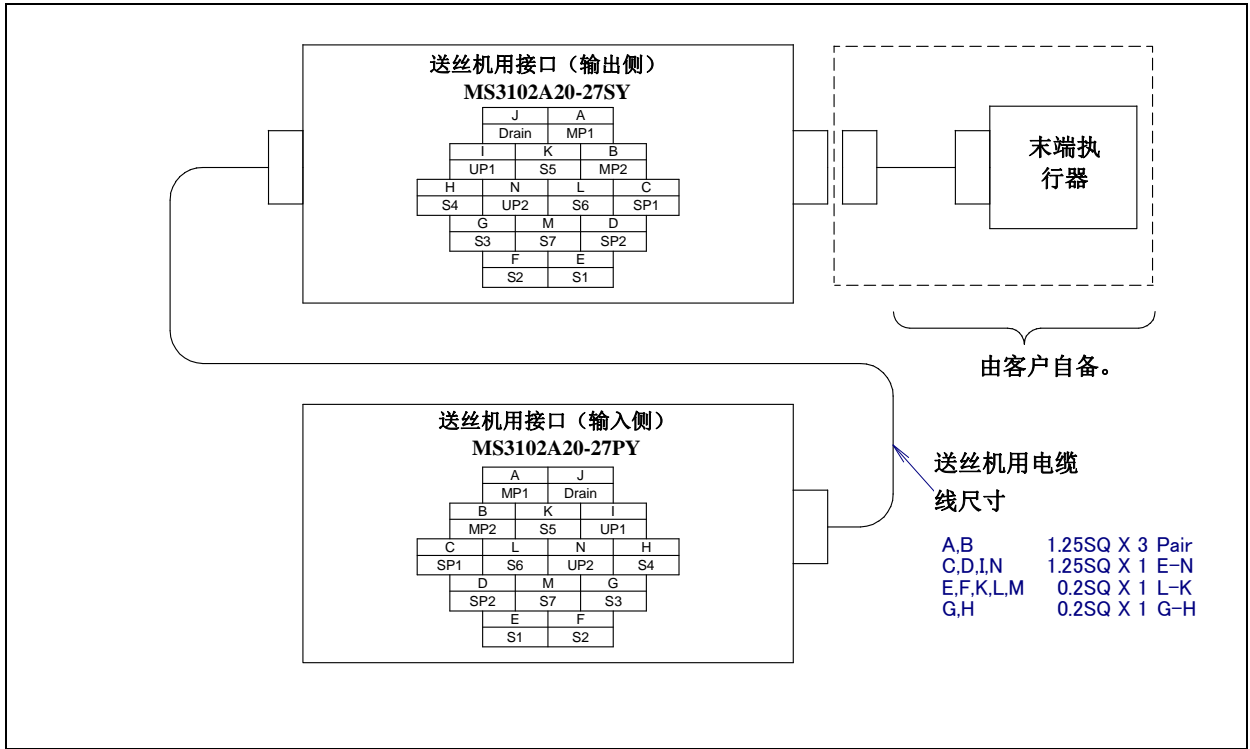 送丝机用接口（输出侧）
MS3102A20-27SY
J A
Drain MP1
I K B
UP1 S5 MP2
H N L C
S4 UP2 S6 SP1
G M D
S3 S7 SP2
F E
S2 S1
末端执
行器
由客户自备。
送丝机用接口（输入侧）
MS3102A20-27PY
A J
MP1 Drain
B K I
MP2 S5 UP1
C L N H
SP1 S6 UP2 S4
D M G
SP2 S7 S3
E F
S1 S2
送丝机用电缆
线尺寸
A,B 1.25SQ X 3 Pair
C,D,I,N 1.25SQ X 1 E-N
E,F,K,L,M 0.2SQ X 1 L-K
G,H 0.2SQ X 1 G-H